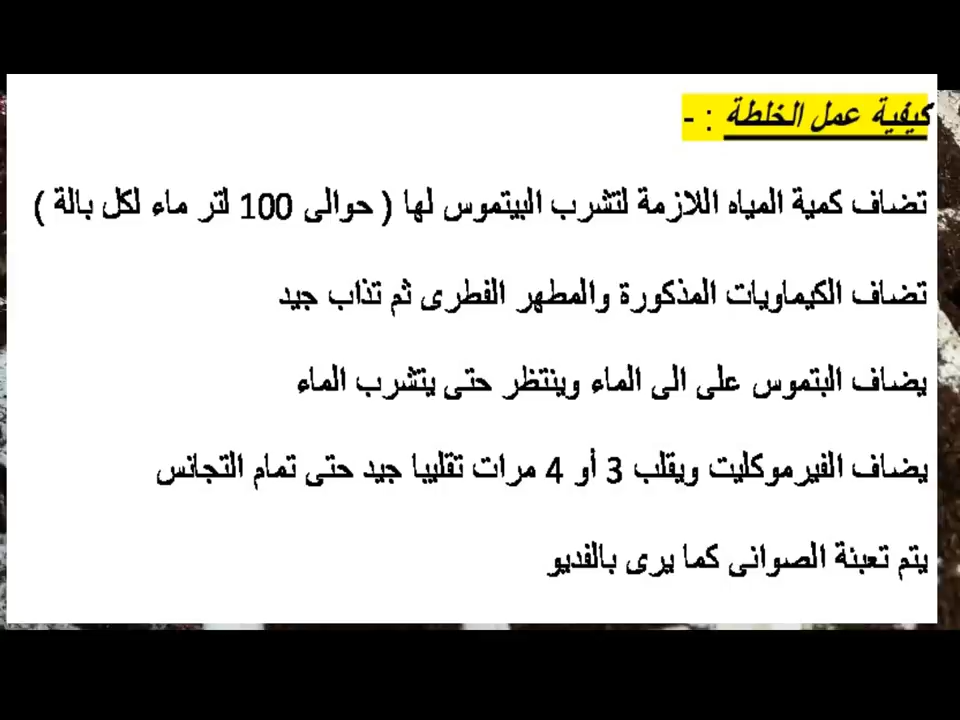 كيفية عمل الخلطة : -
تضاف كمية المياه اللازمة لتشرب البيتموس لها ( حوالى 100 لتر ماء لكل بالة )
تضاف الكيماويات المذكورة والمطهر الفطرى ثم تذاب جيد
يضاف البتموس على الى الماء وينتظر حتى يتشرب الماء
يضاف الفيرموكليت ويقلب 3 أو 4 مرات تقليبا جيد حتى تمام التجانس
يتم تعبئة الصوانى كما يرى بالفديو